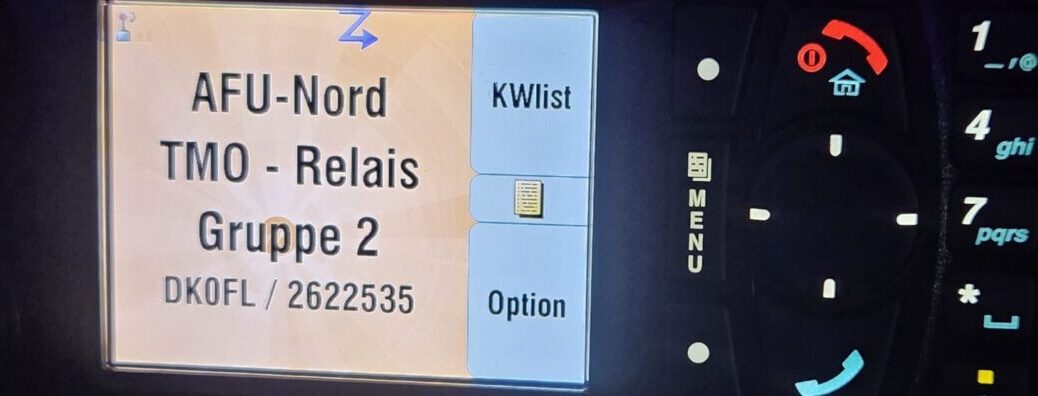 AFU-Nord
TMO - Relais
Gruppe 2
DK0FL / 2622535
KWlist
Option
MENU
1 _,@
4 ghi
7 pqrs
*